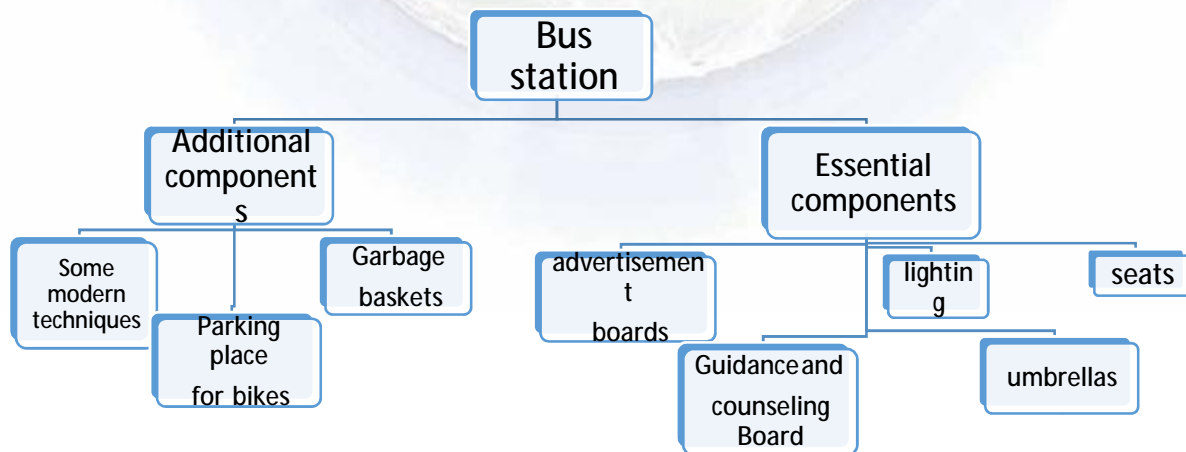 Bus
station
Additional
component
s
Essential
components
Some
modern
techniques
Parking
place
for bikes
Garbage
baskets
advertisemen
t
boards
Guidance and
counseling
Board
lightin
g
umbrellas
seats